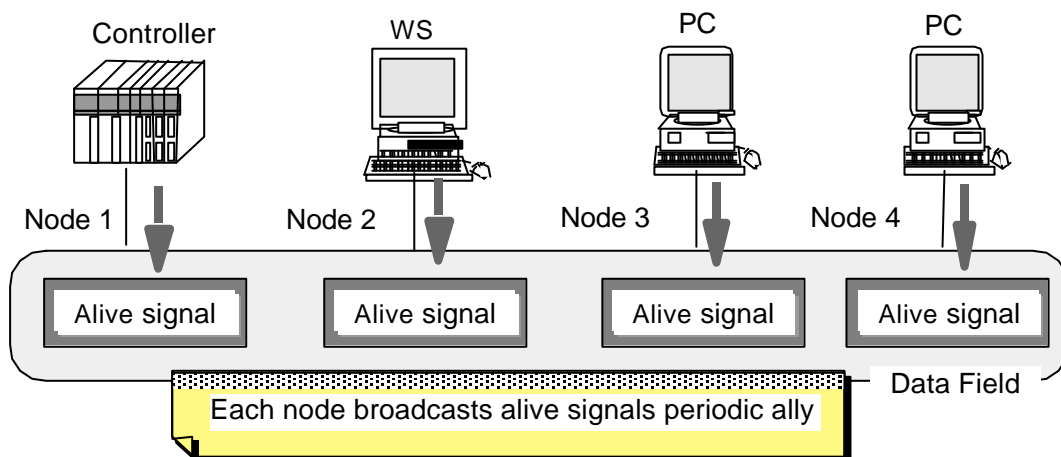 Controller
WS
PC
PC
Node 1
Node 2
Node 3
Node 4
Alive signal
Alive signal
Alive signal
Alive signal
Data Field
Each node broadcasts alive signals periodic ally